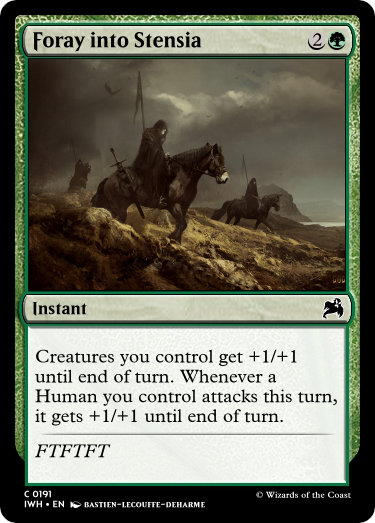 Foray into Stensia 2
Instant
Creatures you control get +1/+1
until end of turn. Whenever a
Human you control attacks this turn,
it gets +1/+1 until end of turn.
FTFTFT
C 0191
IWH • EN BASTIEN-LECOUFFE-DEHARME
© Wizards of the Coast